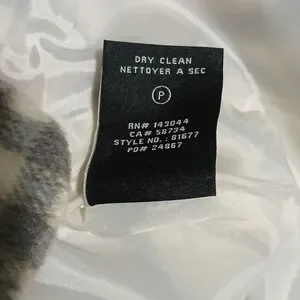 DRY CLEAN
NETTOYER A SEC
P
RN# 143044
CA# 58734
STYLE NO.: 81677
PO# 24867